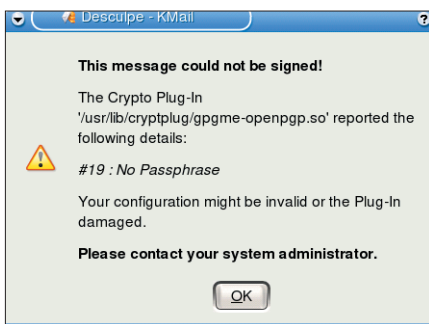 Desculpe - KMail
?
This message could not be signed!
The Crypto Plug-In
'/usr/lib/cryptplug/gpgme-openpgp.so' reported the
following details:
#19 : No Passphrase
Your configuration might be invalid or the Plug-In
damaged.
Please contact your system administrator.
OK